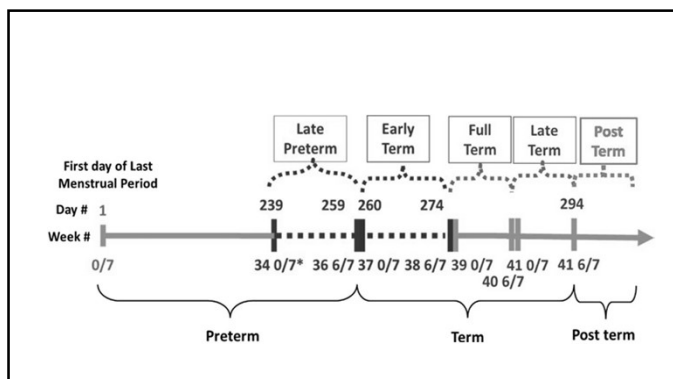 Late Preterm
Early Term
Full Term
Late Term
Post Term
First day of Last
Menstrual Period
Day # 1 239 259 260 274 294
Week #
0/7 34 0/7* 36 6/7 37 0/7 38 6/7 39 0/7 41 0/7 41 6/7
40 6/7
Preterm Term Post term